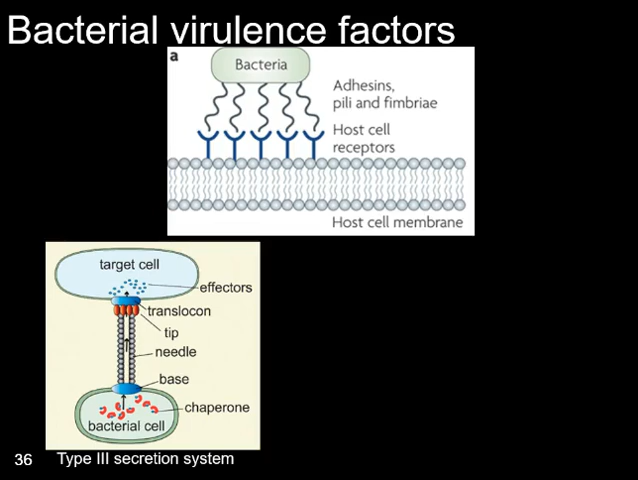 Bacterial virulence factors
a
Bacteria
Adhesins,
pili and fimbriae
Host cell
receptors
Host cell membrane
target cell
effectors
translocon
tip
needle
base
chaperone
bacterial cell
36
Type III secretion system